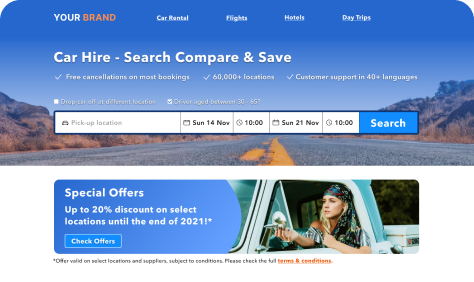 YOUR BRAND
Car Rental
Flights
Hotels
Day Trips
Car Hire - Search Compare & Save
Free cancellations on most bookings
60,000+ locations
Customer support in 40+ languages
Drop car off at different location
Driver aged between 30 - 65?
Pick-up location
Sun 14 Nov
10:00
Sun 21 Nov
10:00
Search
Special Offers
Up to 20% discount on select
locations until the end of 2021!*
Check Offers
*Offer valid on select locations and suppliers, subject to conditions. Please check the full terms & conditions.